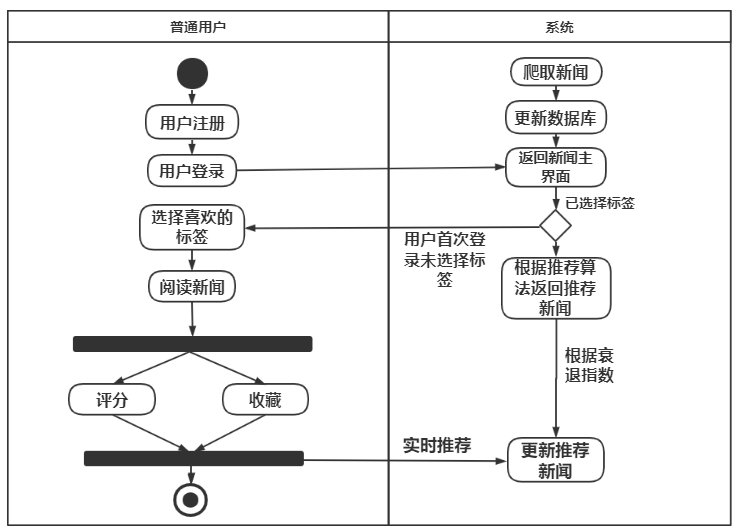 普通用户
系统
用户注册
用户登录
选择喜欢的
标签
阅读新闻
评分
收藏
爬取新闻
更新数据库
返回新闻主
界面
已选择标签
用户首次登
录未选择标
签
根据推荐算
法返回推荐
新闻
根据衰
退指数
实时推荐
更新推荐
新闻